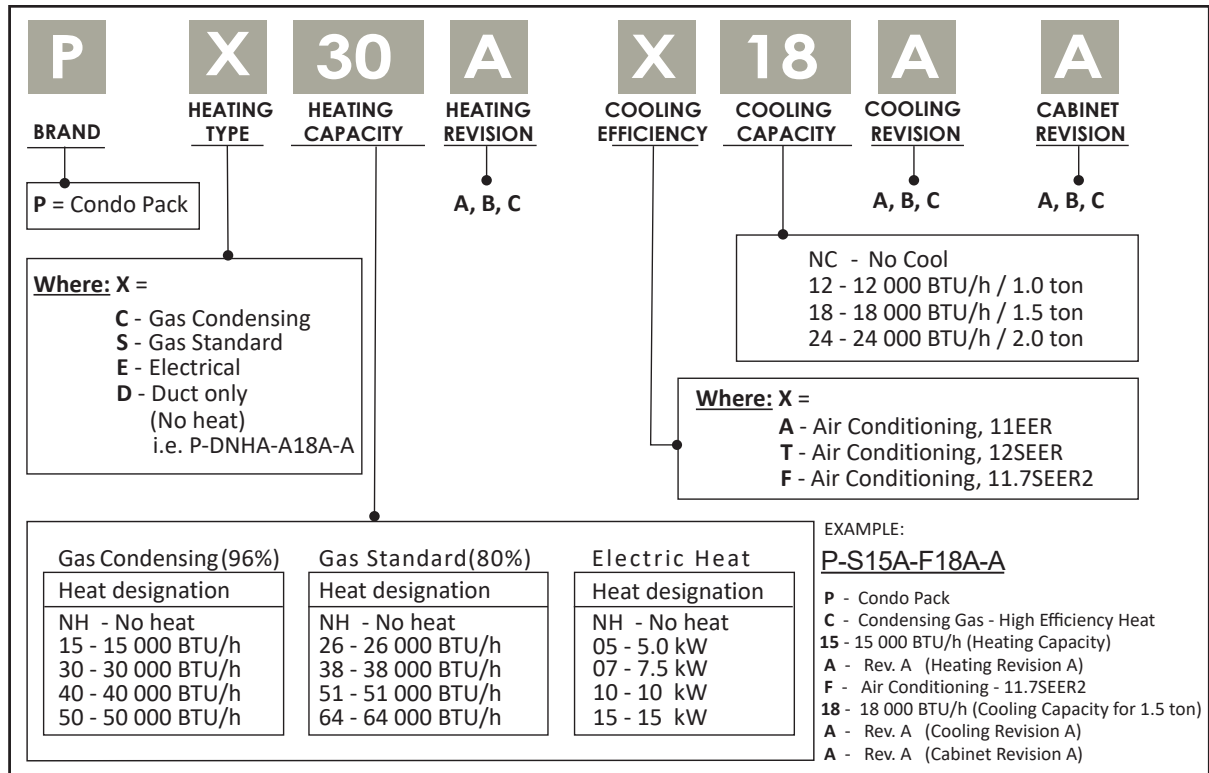 P X 30 A X 18 A A
BRAND
HEATING TYPE
HEATING CAPACITY
HEATING REVISION
COOLING EFFICIENCY
COOLING CAPACITY
COOLING REVISION
CABINET REVISION
P = Condo Pack
A, B, C
A, B, C
A, B, C
Where: X =
C - Gas Condensing
S - Gas Standard
E - Electrical
D - Duct only
(No heat)
i.e. P-DNHA-A18A-A
NC - No Cool
12 - 12 000 BTU/h / 1.0 ton
18 - 18 000 BTU/h / 1.5 ton
24 - 24 000 BTU/h / 2.0 ton
Where: X =
A - Air Conditioning, 11EER
T - Air Conditioning, 12SEER
F - Air Conditioning, 11.7SEER2
Gas Condensing(96%)
Heat designation
NH - No heat
15 - 15 000 BTU/h
30 - 30 000 BTU/h
40 - 40 000 BTU/h
50 - 50 000 BTU/h
Gas Standard(80%)
Heat designation
NH - No heat
26 - 26 000 BTU/h
38 - 38 000 BTU/h
51 - 51 000 BTU/h
64 - 64 000 BTU/h
Electric Heat
Heat designation
NH - No heat
05 - 5.0 kW
07 - 7.5 kW
10 - 10 kW
15 - 15 kW
EXAMPLE:
P-S15A-F18A-A
P - Condo Pack
C - Condensing Gas - High Efficiency Heat
15 - 15 000 BTU/h (Heating Capacity)
A - Rev. A (Heating Revision A)
F - Air Conditioning - 11.7SEER2
18 - 18 000 BTU/h (Cooling Capacity for 1.5 ton)
A - Rev. A (Cooling Revision A)
A - Rev. A (Cabinet Revision A)